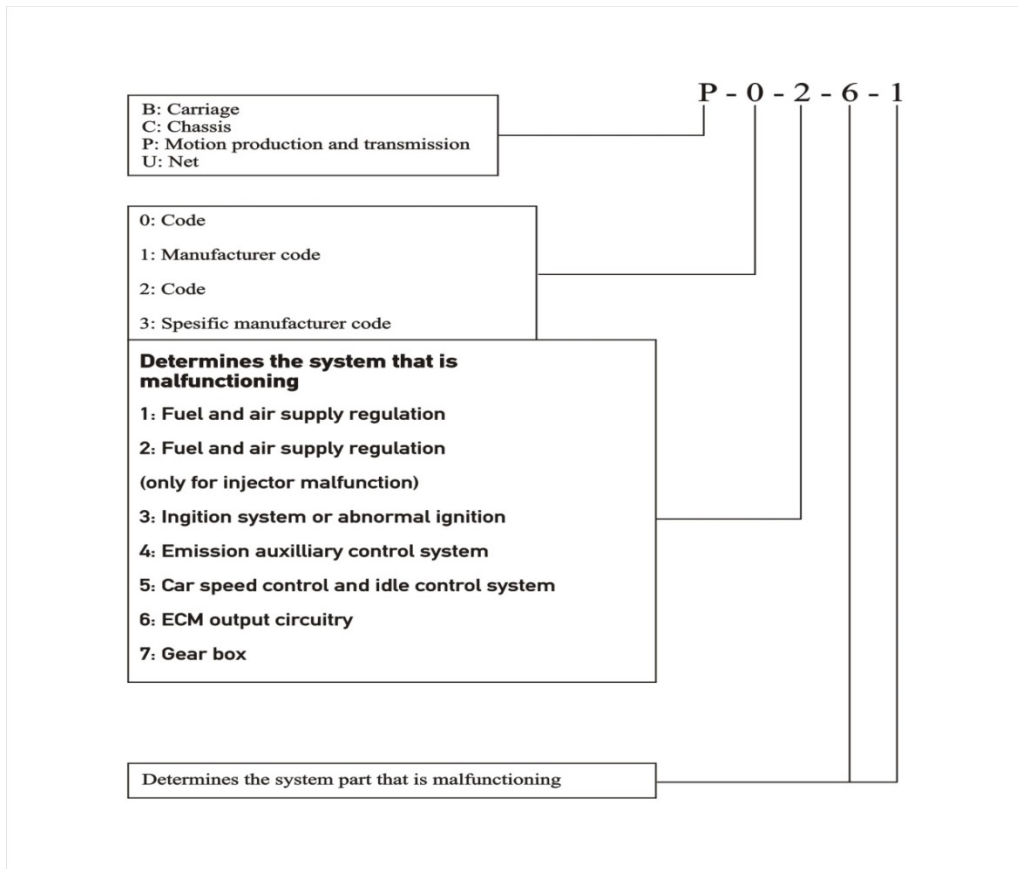 P - 0 - 2 - 6 - 1
B: Carriage
C: Chassis
P: Motion production and transmission
U: Net
0: Code
1: Manufacturer code
2: Code
3: Spesific manufacturer code
Determines the system that is
malfunctioning
1: Fuel and air supply regulation
2: Fuel and air supply regulation
(only for injector malfunction)
3: Ingition system or abnormal ignition
4: Emission auxilliary control system
5: Car speed control and idle control system
6: ECM output circuitry
7: Gear box
Determines the system part that is malfunctioning